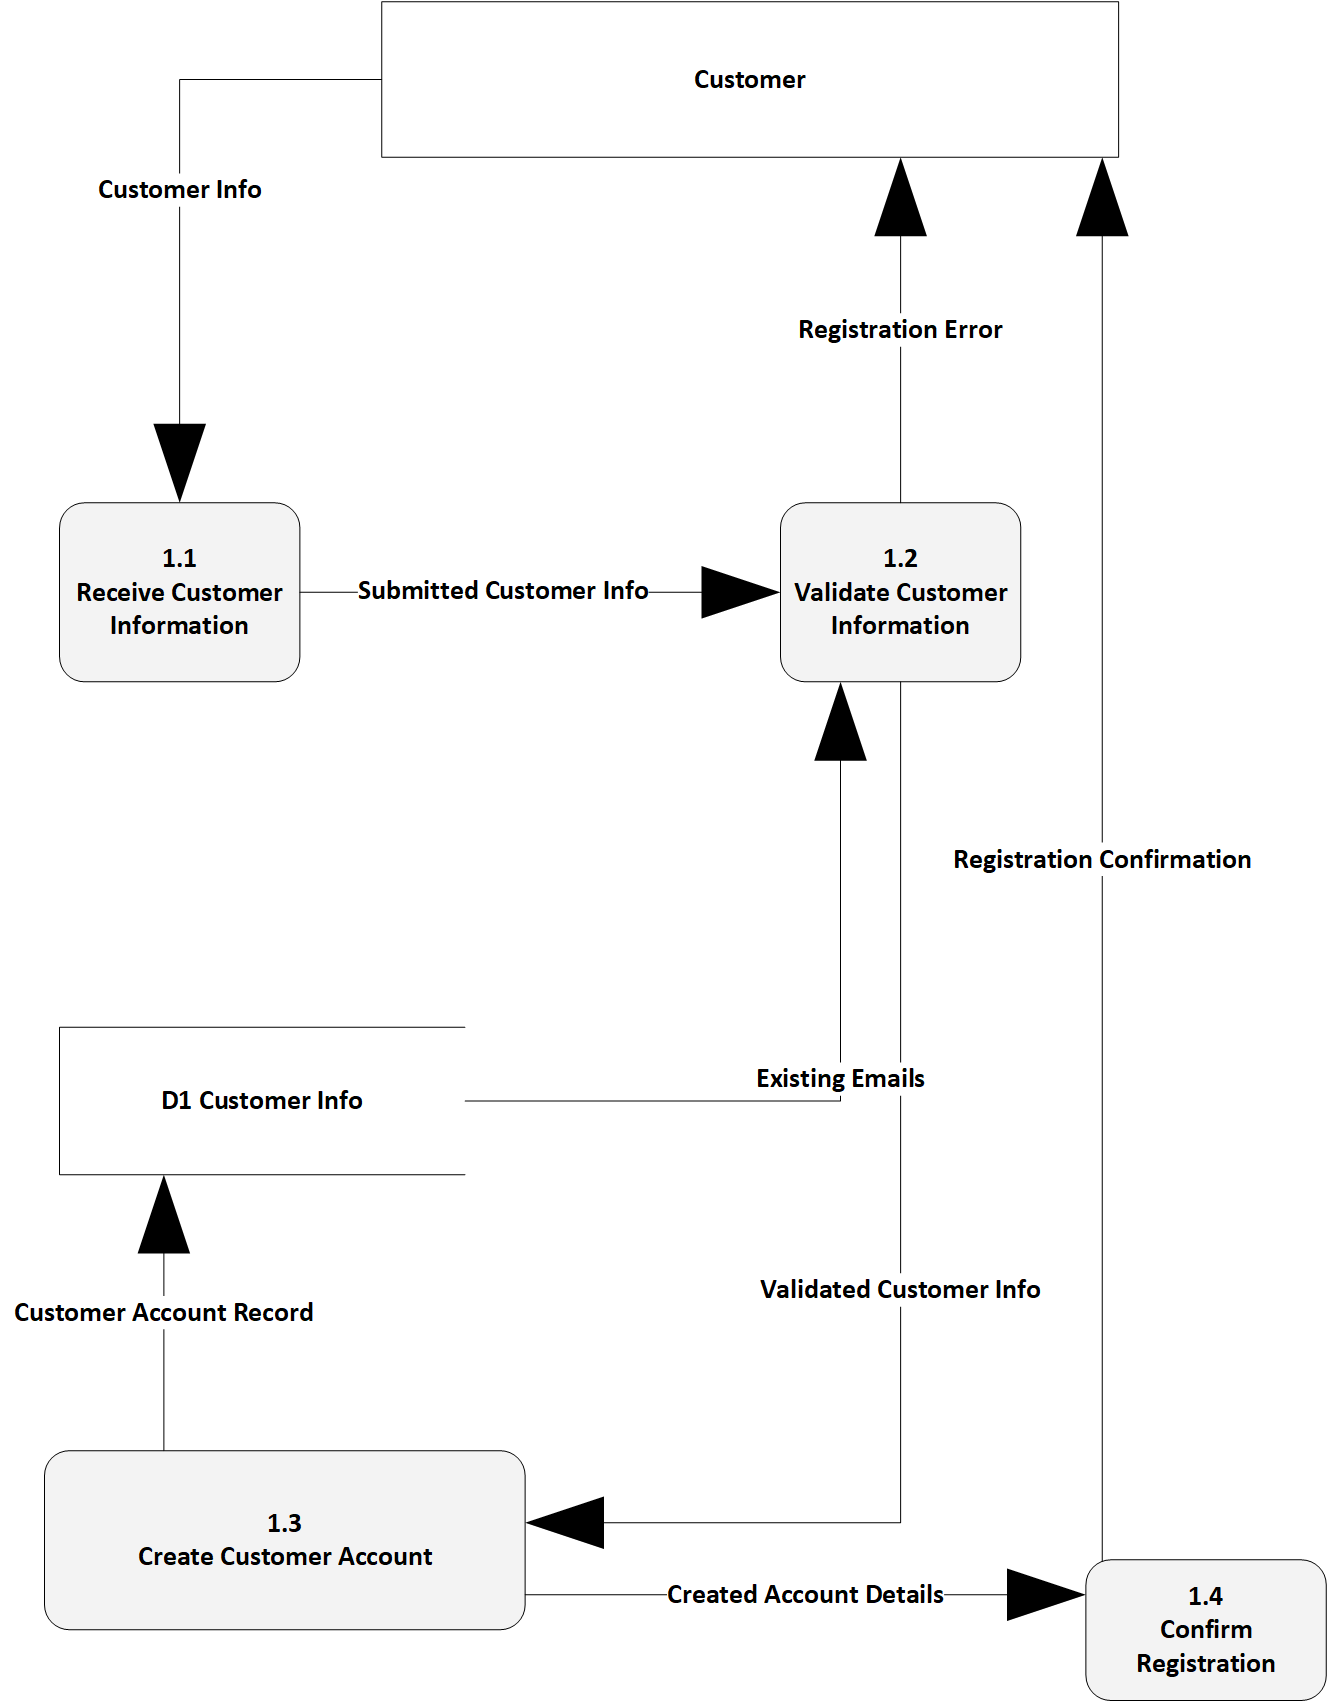 Customer
Customer Info
Registration Error
1.1
Receive Customer
Information
Submitted Customer Info
1.2
Validate Customer
Information
Registration Confirmation
Existing Emails
D1 Customer Info
Validated Customer Info
Customer Account Record
1.3
Create Customer Account
Created Account Details
1.4
Confirm
Registration